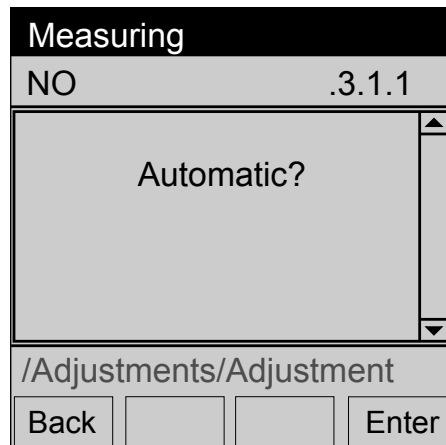 Measuring
NO .3.1.1
Automatic?
/Adjustments/Adjustment
Back Enter